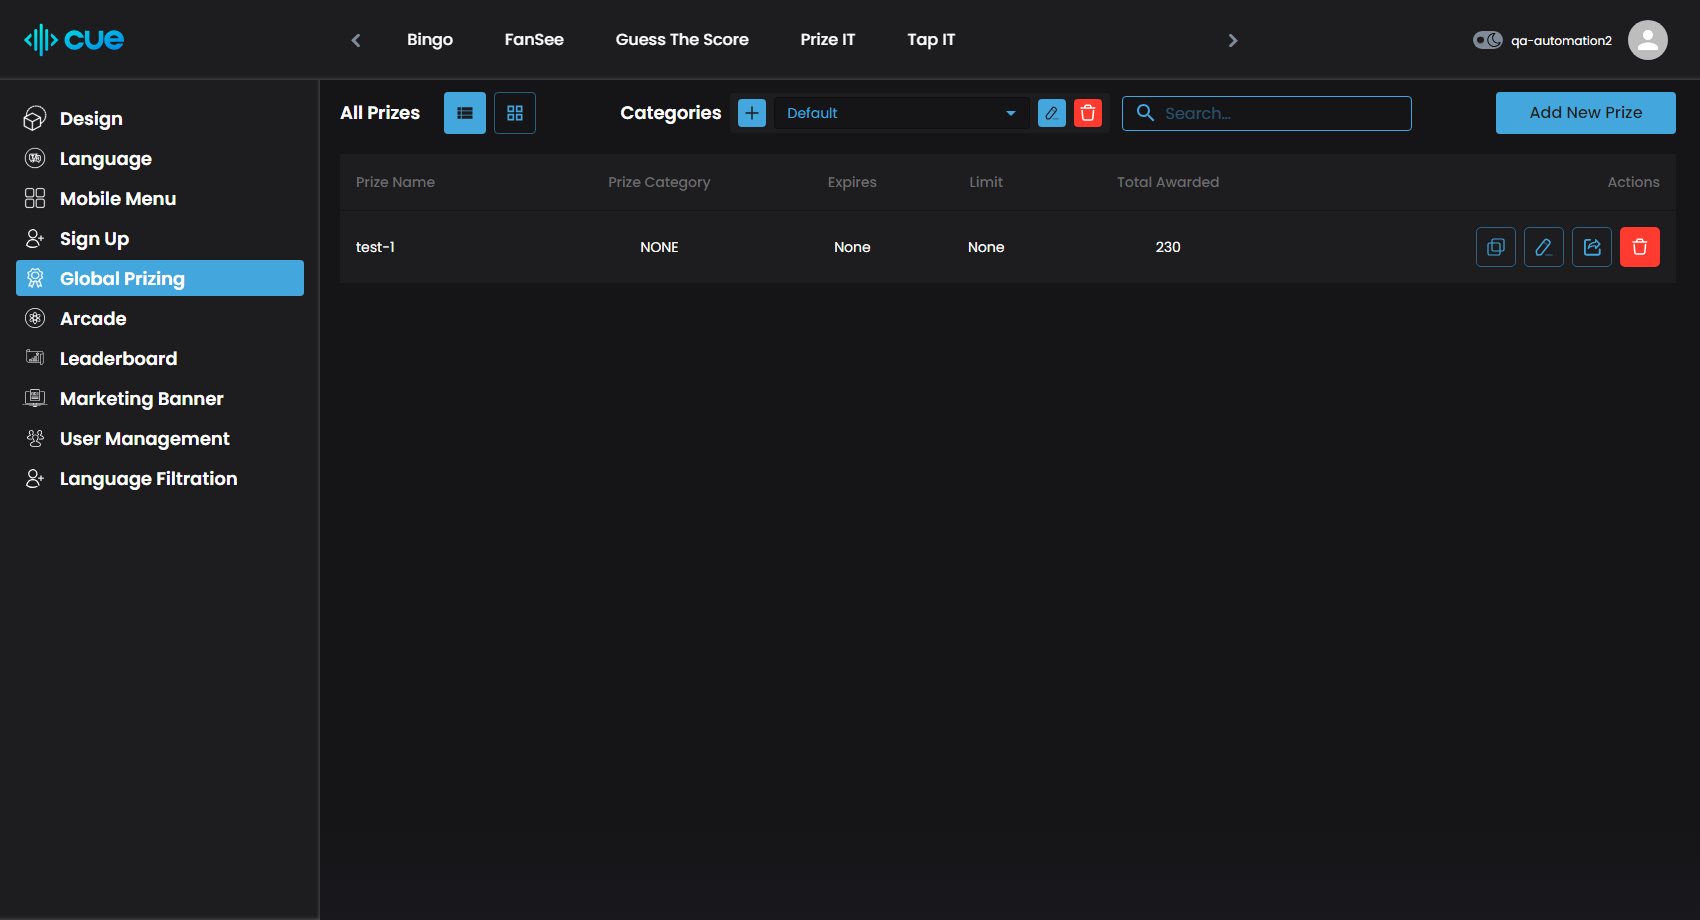 cue
Bingo
FanSee
Guess The Score
Prize IT
Tap IT
qa-automation2
Design
Language
Mobile Menu
Sign Up
Global Prizing
Arcade
Leaderboard
Marketing Banner
User Management
Language Filtration
All Prizes
Categories
Default
Search...
Add New Prize
Prize Name Prize Category Expires Limit Total Awarded Actions
test-1 NONE None None 230